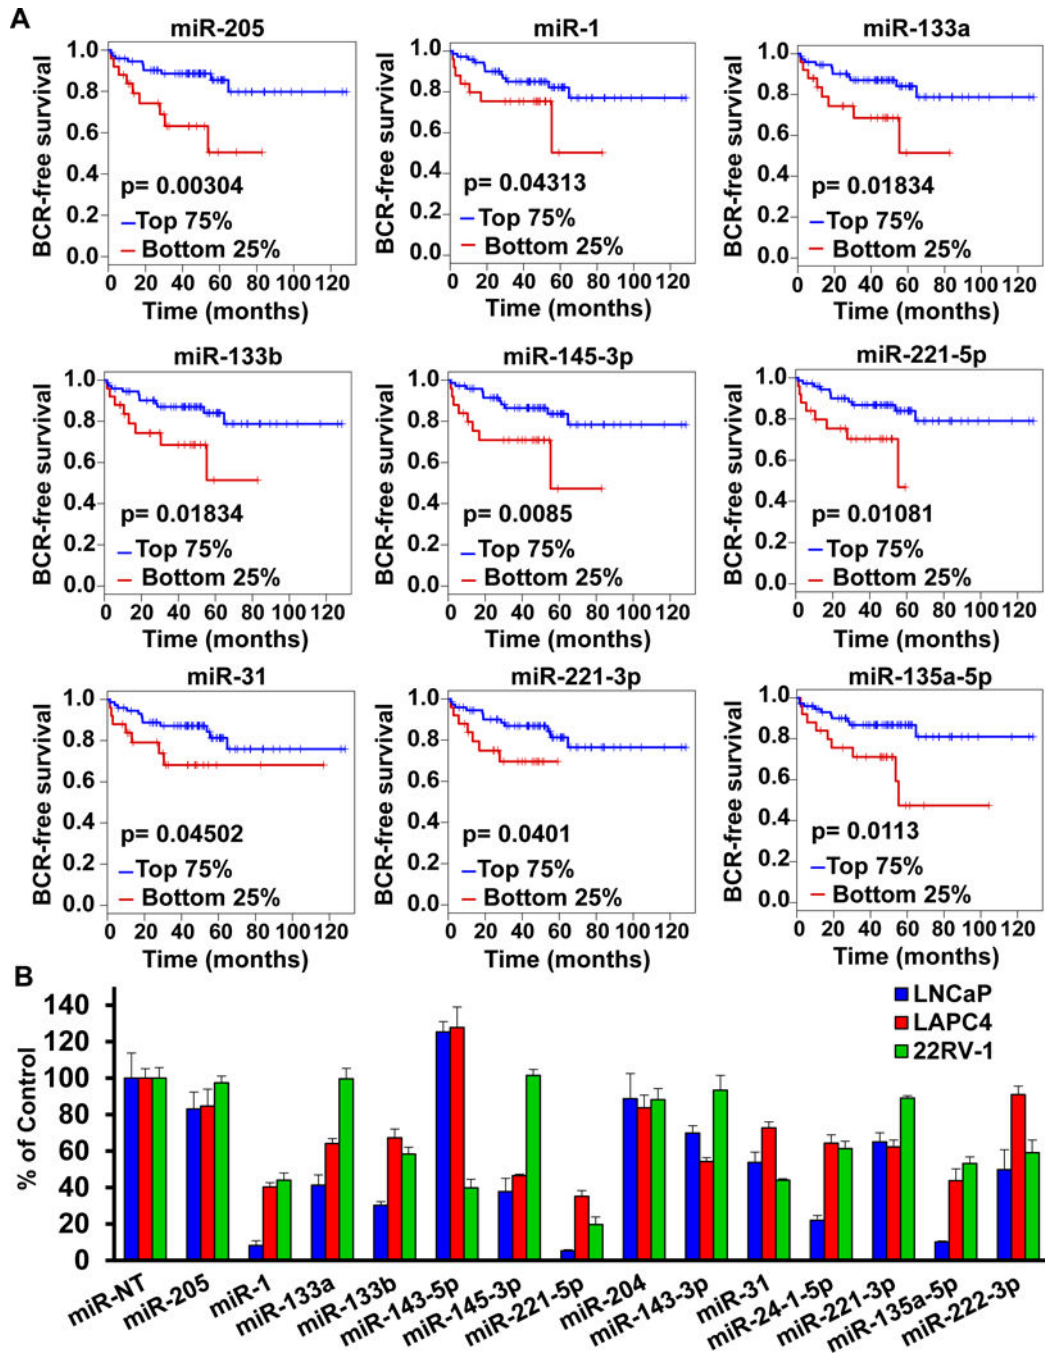 A
miR-205
BCR-free survival
1.0
0.8
0.6
0.4
0.2
0.0
p= 0.00304
Top 75%
Bottom 25%
0 20 40 60 80 100 120
Time (months)
miR-1
BCR-free survival
1.0
0.8
0.6
0.4
0.2
0.0
p= 0.04313
Top 75%
Bottom 25%
0 20 40 60 80 100 120
Time (months)
miR-133a
BCR-free survival
1.0
0.8
0.6
0.4
0.2
0.0
p= 0.01834
Top 75%
Bottom 25%
0 20 40 60 80 100 120
Time (months)
miR-133b
BCR-free survival
1.0
0.8
0.6
0.4
0.2
0.0
p= 0.01834
Top 75%
Bottom 25%
0 20 40 60 80 100 120
Time (months)
miR-145-3p
BCR-free survival
1.0
0.8
0.6
0.4
0.2
0.0
p= 0.0085
Top 75%
Bottom 25%
0 20 40 60 80 100 120
Time (months)
miR-221-5p
BCR-free survival
1.0
0.8
0.6
0.4
0.2
0.0
p= 0.01081
Top 75%
Bottom 25%
0 20 40 60 80 100 120
Time (months)
miR-31
BCR-free survival
1.0
0.8
0.6
0.4
0.2
0.0
p= 0.04502
Top 75%
Bottom 25%
0 20 40 60 80 100 120
Time (months)
miR-221-3p
BCR-free survival
1.0
0.8
0.6
0.4
0.2
0.0
p= 0.0401
Top 75%
Bottom 25%
0 20 40 60 80 100 120
Time (months)
miR-135a-5p
BCR-free survival
1.0
0.8
0.6
0.4
0.2
0.0
p= 0.0113
Top 75%
Bottom 25%
0 20 40 60 80 100 120
Time (months)
B
% of Control
140
120
100
80
60
40
20
0
LNCaP
LAPC4
22RV-1
miR-NT
miR-205
miR-1
miR-133a
miR-133b
miR-143-5p
miR-145-3p
miR-221-5p
miR-204
miR-143-3p
miR-31
miR-24-1-5p
miR-221-3p
miR-135a-5p
miR-222-3p